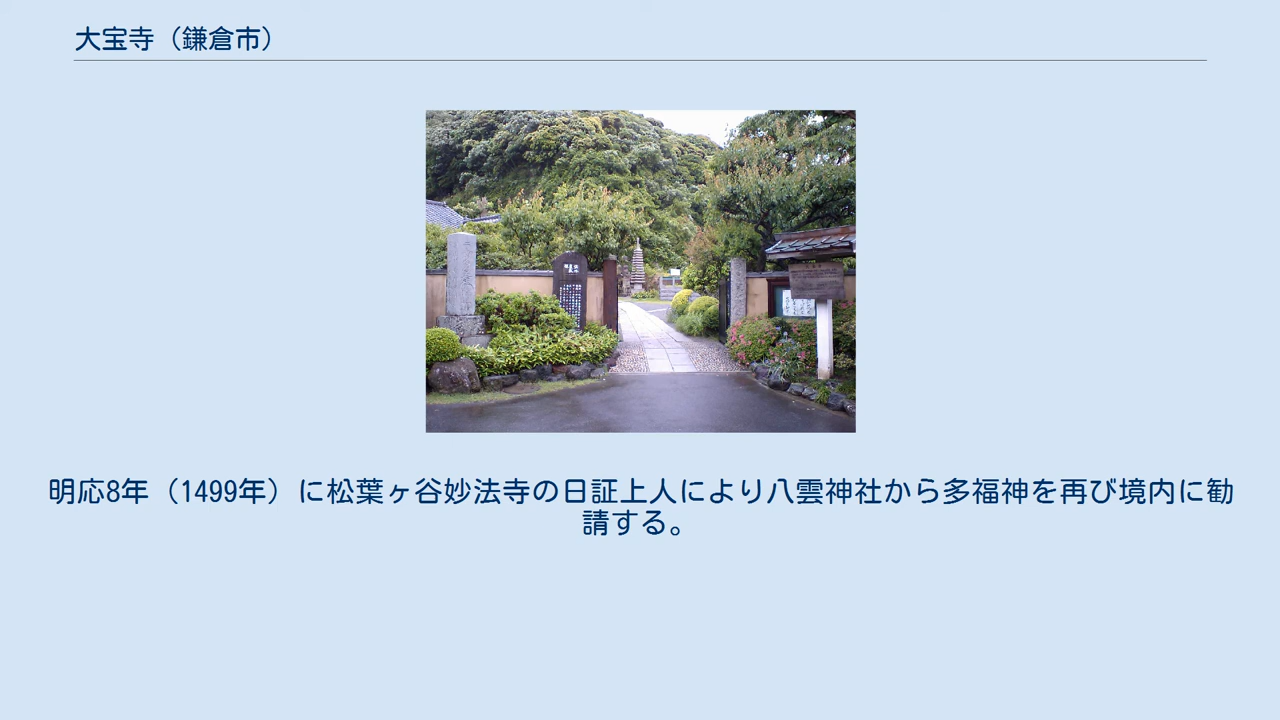 大宝寺（鎌倉市）
明応8年（1499年）に松葉ヶ谷妙法寺の日証上人により八雲神社から多福神を再び境内に勧
請する。